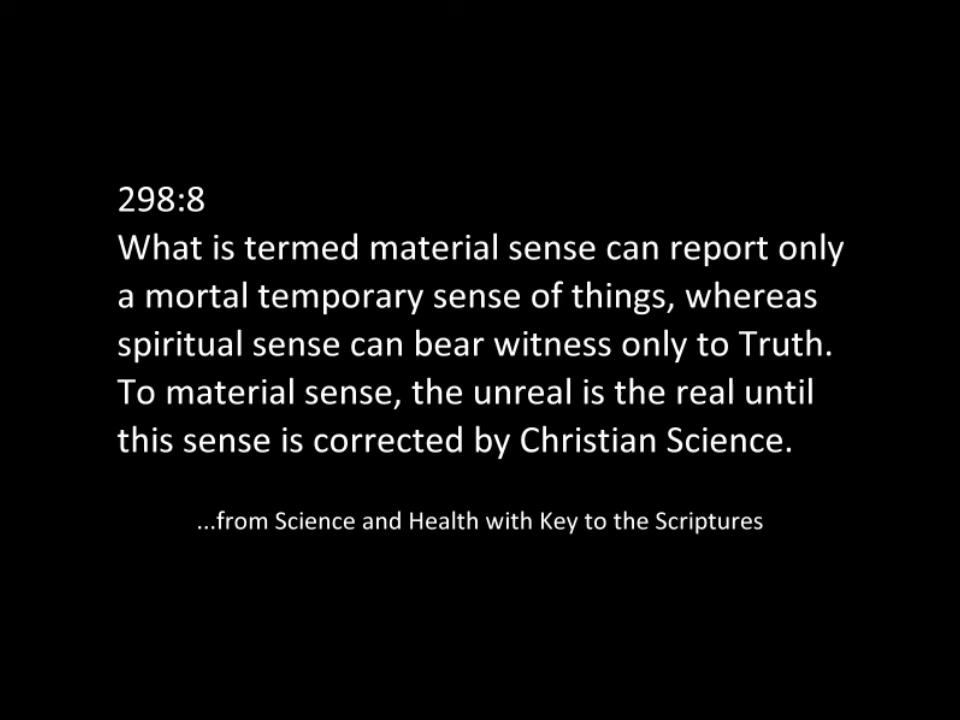 298:8
What is termed material sense can report only
a mortal temporary sense of things, whereas
spiritual sense can bear witness only to Truth.
To material sense, the unreal is the real until
this sense is corrected by Christian Science.
...from Science and Health with Key to the Scriptures